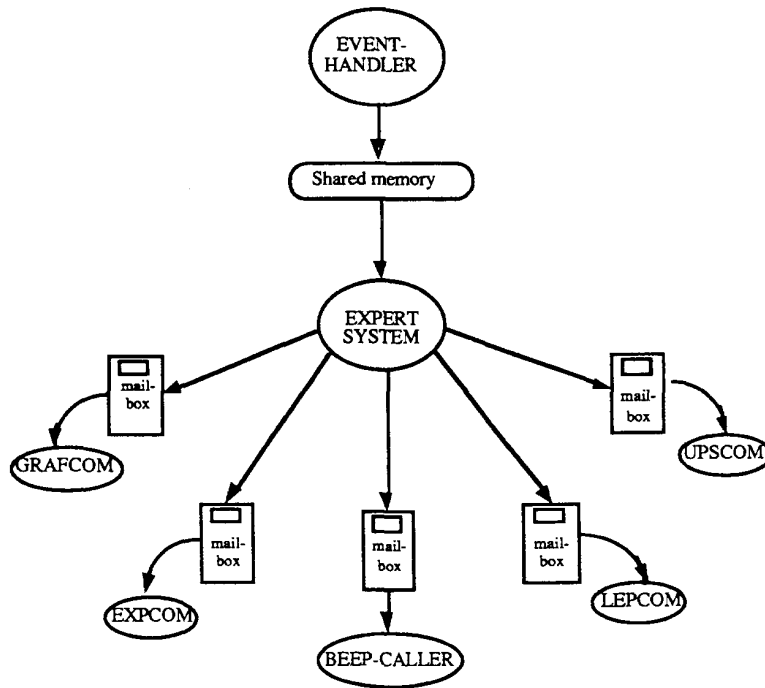 EVENT-
HANDLER
Shared memory
EXPERT
SYSTEM
mail-
box
mail-
box
GRAFCOM
UPSCOM
mail-
box
mail-
box
mail-
box
EXPCOM
LEPCOM
BEEP-CALLER